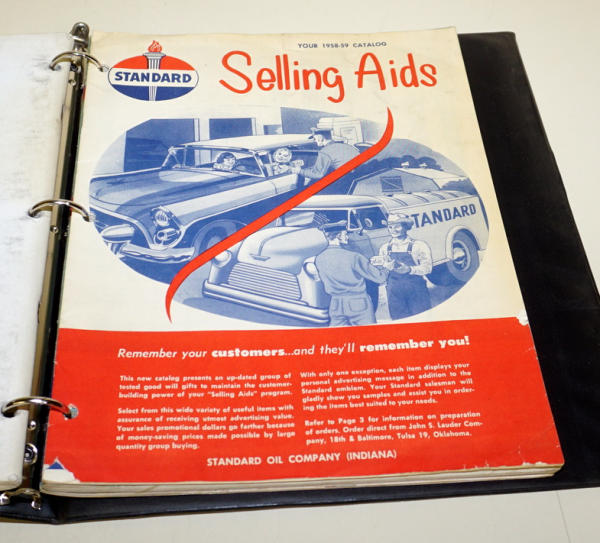 YOUR 1958-59 CATALOG
STANDARD
Selling Aids
STANDARD
Remember your customers...and they'll remember you!
This new catalog presents an up-dated group of
tested good will gifts to maintain the customer-
building power of your "Selling Aids" program.
Select from this wide variety of useful items with
assurance of receiving utmost advertising value.
Your sales promotional dollars go farther because
of money-saving prices made possible by large
quantity group buying.
With only one exception, each item displays your
personal advertising message in addition to the
Standard emblem. Your Standard salesman will
gladly show you samples and assist you in order-
ing the items best suited to your needs.
Refer to Page 3 for information on preparation
of orders. Order direct from John S. Lauder Com-
pany, 18th & Baltimore, Tulsa 19, Oklahoma.
STANDARD OIL COMPANY (INDIANA)